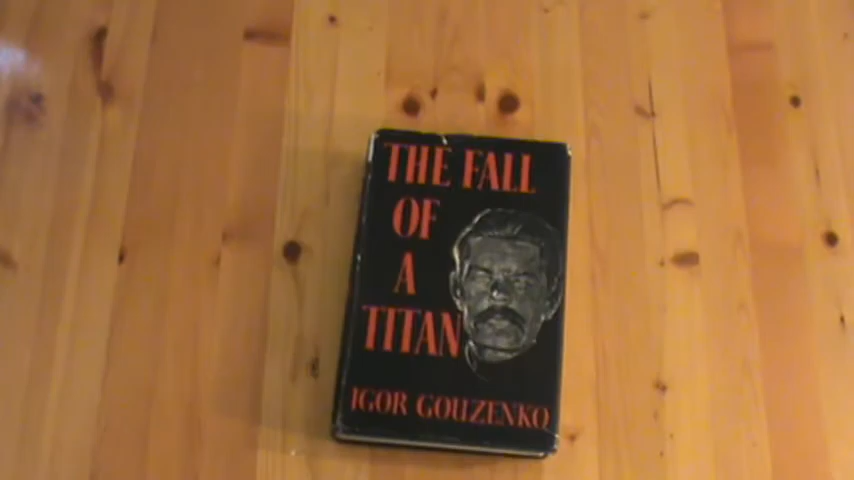 THE FALL
OF
A
TITAN
IGOR GOUZENKO